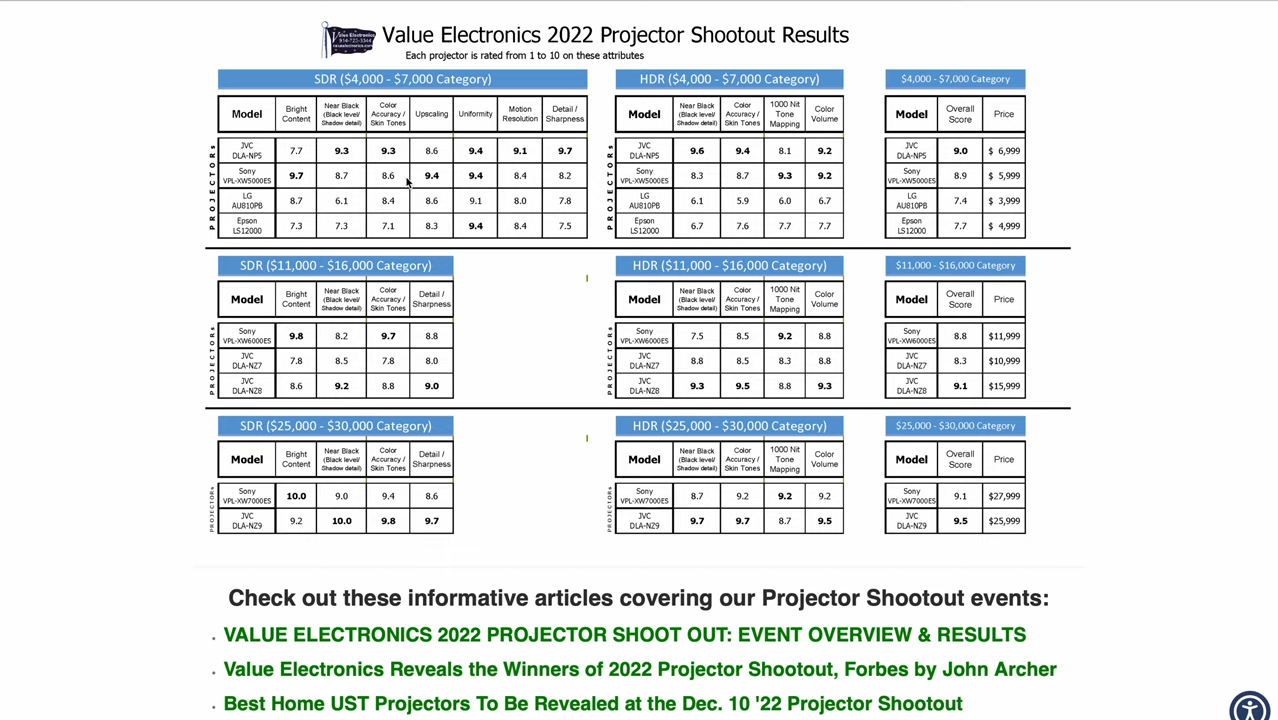 Value Electronics
914-723-3344
valueelectronics.com
Value Electronics 2022 Projector Shootout Results
Each projector is rated from 1 to 10 on these attributes
SDR ($4,000 - $7,000 Category)
Model Bright Content Near Black (Black level/ Shadow detail) Color Accuracy / Skin Tones Upscaling Uniformity Motion Resolution Detail / Sharpness
PROJECTORs
JVC DLA-NP5 7.7 9.3 9.3 8.6 9.4 9.1 9.7
Sony VPL-XW5000ES 9.7 8.7 8.6 9.4 9.4 8.4 8.2
LG AU810PB 8.7 6.1 8.4 8.6 9.1 8.0 7.8
Epson LS12000 7.3 7.3 7.1 8.3 9.4 8.4 7.5
HDR ($4,000 - $7,000 Category)
Model Near Black (Black level/ Shadow detail) Color Accuracy / Skin Tones 1000 Nit Tone Mapping Color Volume
PROJECTORs
JVC DLA-NP5 9.6 9.4 8.1 9.2
Sony VPL-XW5000ES 8.3 8.7 9.3 9.2
LG AU810PB 6.1 5.9 6.0 6.7
Epson LS12000 6.7 7.6 7.7 7.7
$4,000 - $7,000 Category
Model Overall Score Price
JVC DLA-NP5 9.0 $ 6,999
Sony VPL-XW5000ES 8.9 $ 5,999
LG AU810PB 7.4 $ 3,999
Epson LS12000 7.7 $ 4,999
SDR ($11,000 - $16,000 Category)
Model Bright Content Near Black (Black level/ Shadow detail) Color Accuracy / Skin Tones Detail / Sharpness
PROJECTORs
Sony VPL-XW6000ES 9.8 8.2 9.7 8.8
JVC DLA-NZ7 7.8 8.5 7.8 8.0
JVC DLA-NZ8 8.6 9.2 8.8 9.0
HDR ($11,000 - $16,000 Category)
Model Near Black (Black level/ Shadow detail) Color Accuracy / Skin Tones 1000 Nit Tone Mapping Color Volume
PROJECTORs
Sony VPL-XW6000ES 7.5 8.5 9.2 8.8
JVC DLA-NZ7 8.8 8.5 8.3 8.8
JVC DLA-NZ8 9.3 9.5 8.8 9.3
$11,000 - $16,000 Category
Model Overall Score Price
Sony VPL-XW6000ES 8.8 $11,999
JVC DLA-NZ7 8.3 $10,999
JVC DLA-NZ8 9.1 $15,999
SDR ($25,000 - $30,000 Category)
Model Bright Content Near Black (Black level/ Shadow detail) Color Accuracy / Skin Tones Detail / Sharpness
PROJECTORs
Sony VPL-XW7000ES 10.0 9.0 9.4 8.6
JVC DLA-NZ9 9.2 10.0 9.8 9.7
HDR ($25,000 - $30,000 Category)
Model Near Black (Black level/ Shadow detail) Color Accuracy / Skin Tones 1000 Nit Tone Mapping Color Volume
PROJECTORs
Sony VPL-XW7000ES 8.7 9.2 9.2 9.2
JVC DLA-NZ9 9.7 9.7 8.7 9.5
$25,000 - $30,000 Category
Model Overall Score Price
Sony VPL-XW7000ES 9.1 $27,999
JVC DLA-NZ9 9.5 $25,999
Check out these informative articles covering our Projector Shootout events:
VALUE ELECTRONICS 2022 PROJECTOR SHOOT OUT: EVENT OVERVIEW & RESULTS
Value Electronics Reveals the Winners of 2022 Projector Shootout, Forbes by John Archer
Best Home UST Projectors To Be Revealed at the Dec. 10 '22 Projector Shootout